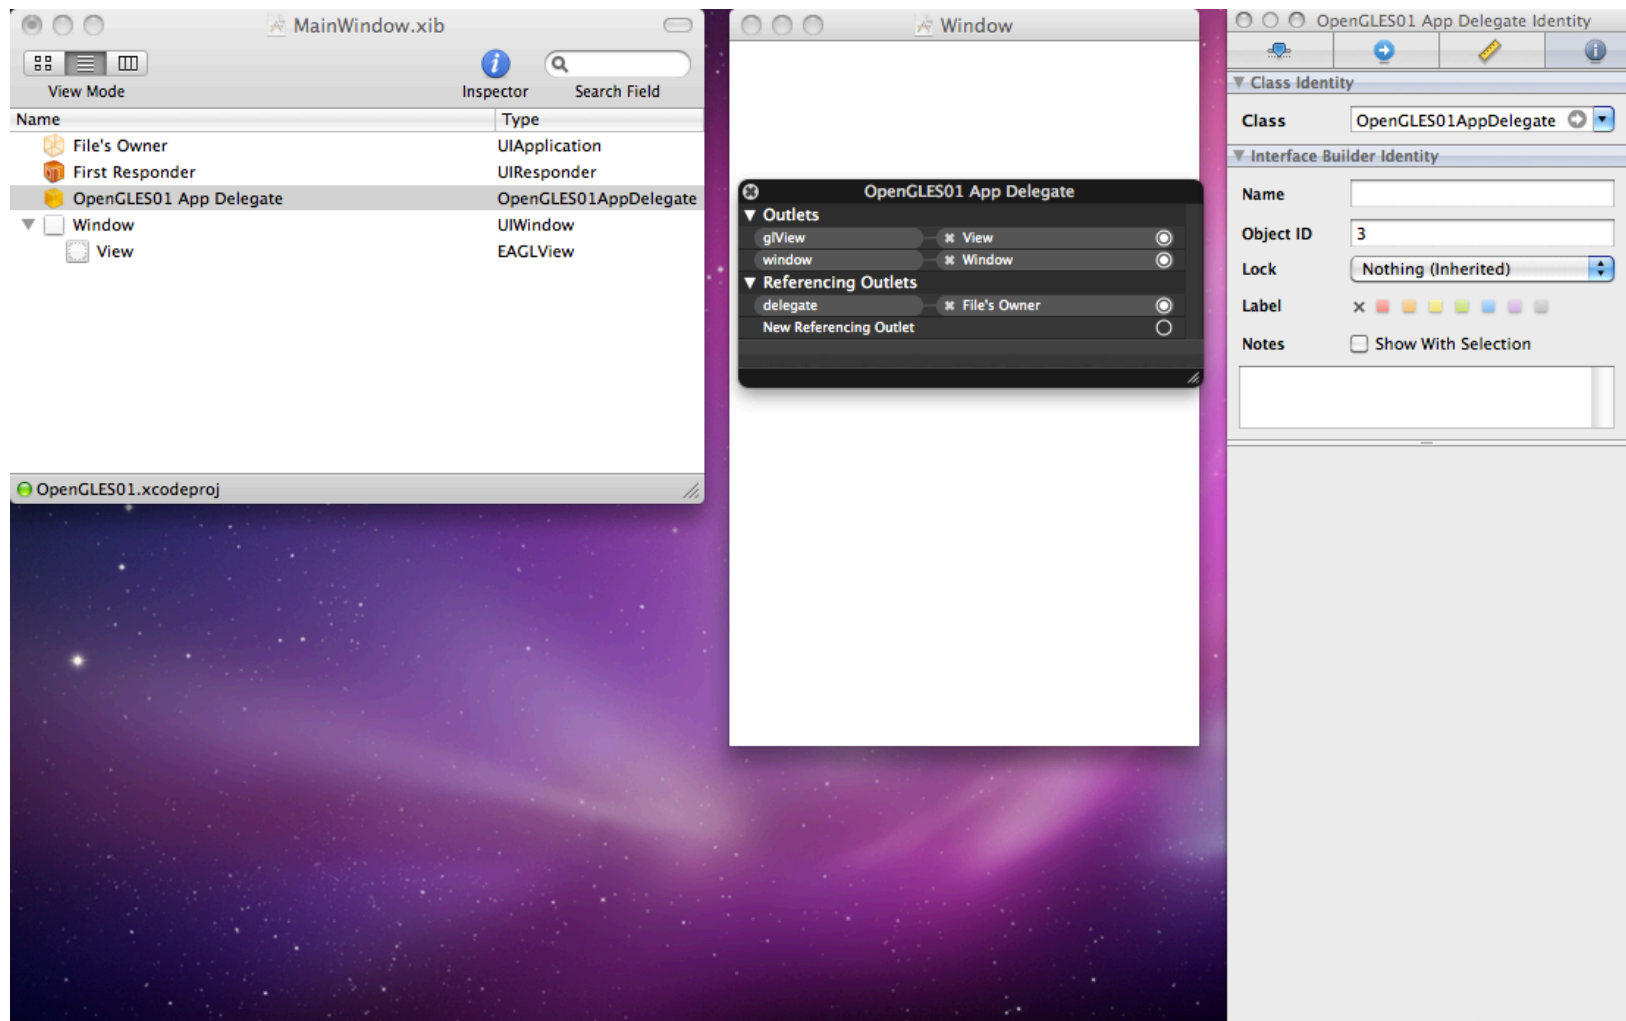 MainWindow.xib
View Mode
Inspector
Search Field
Name Type
File's Owner UIApplication
First Responder UIResponder
OpenGLES01 App Delegate OpenGLES01AppDelegate
Window UIWindow
View EAGLView
OpenGLES01.xcodeproj
Window
OpenGLES01 App Delegate
Outlets
glView View
window Window
Referencing Outlets
delegate File's Owner
New Referencing Outlet
OpenGLES01 App Delegate Identity
Class Identity
Class OpenGLES01AppDelegate
Interface Builder Identity
Name
Object ID 3
Lock Nothing (Inherited)
Label
Notes Show With Selection